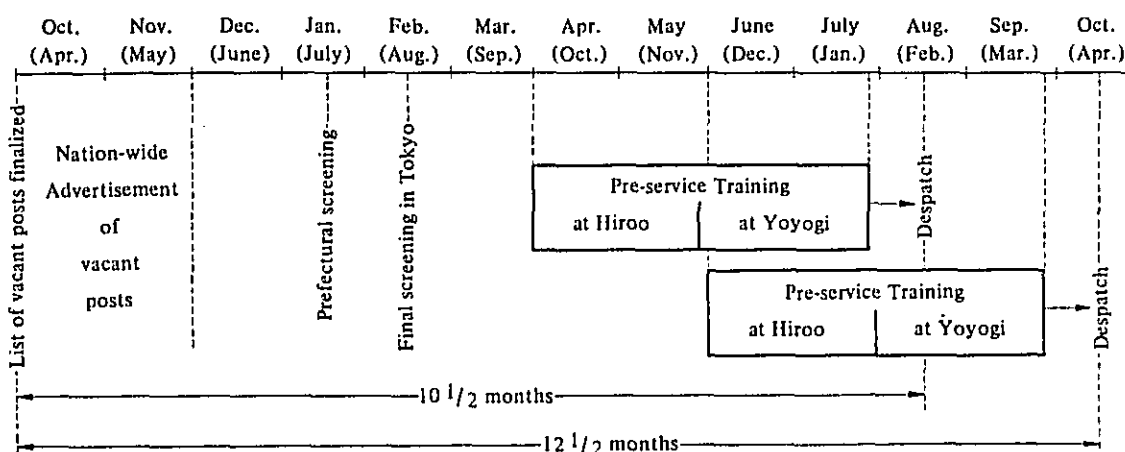 Oct. Nov. Dec. Jan. Feb. Mar. Apr. May June July Aug. Sep. Oct.
(Apr.) (May) (June) (July) (Aug.) (Sep.) (Oct.) (Nov.) (Dec.) (Jan.) (Feb.) (Mar.) (Apr.)
List of vacant posts finalized
Nation-wide
Advertisement
of
vacant
posts
Prefectural screening
Final screening in Tokyo
Pre-service Training
at Hiroo at Yoyogi
Despatch
Pre-service Training
at Hiroo at Yoyogi
Despatch
10 1/2 months
12 1/2 months